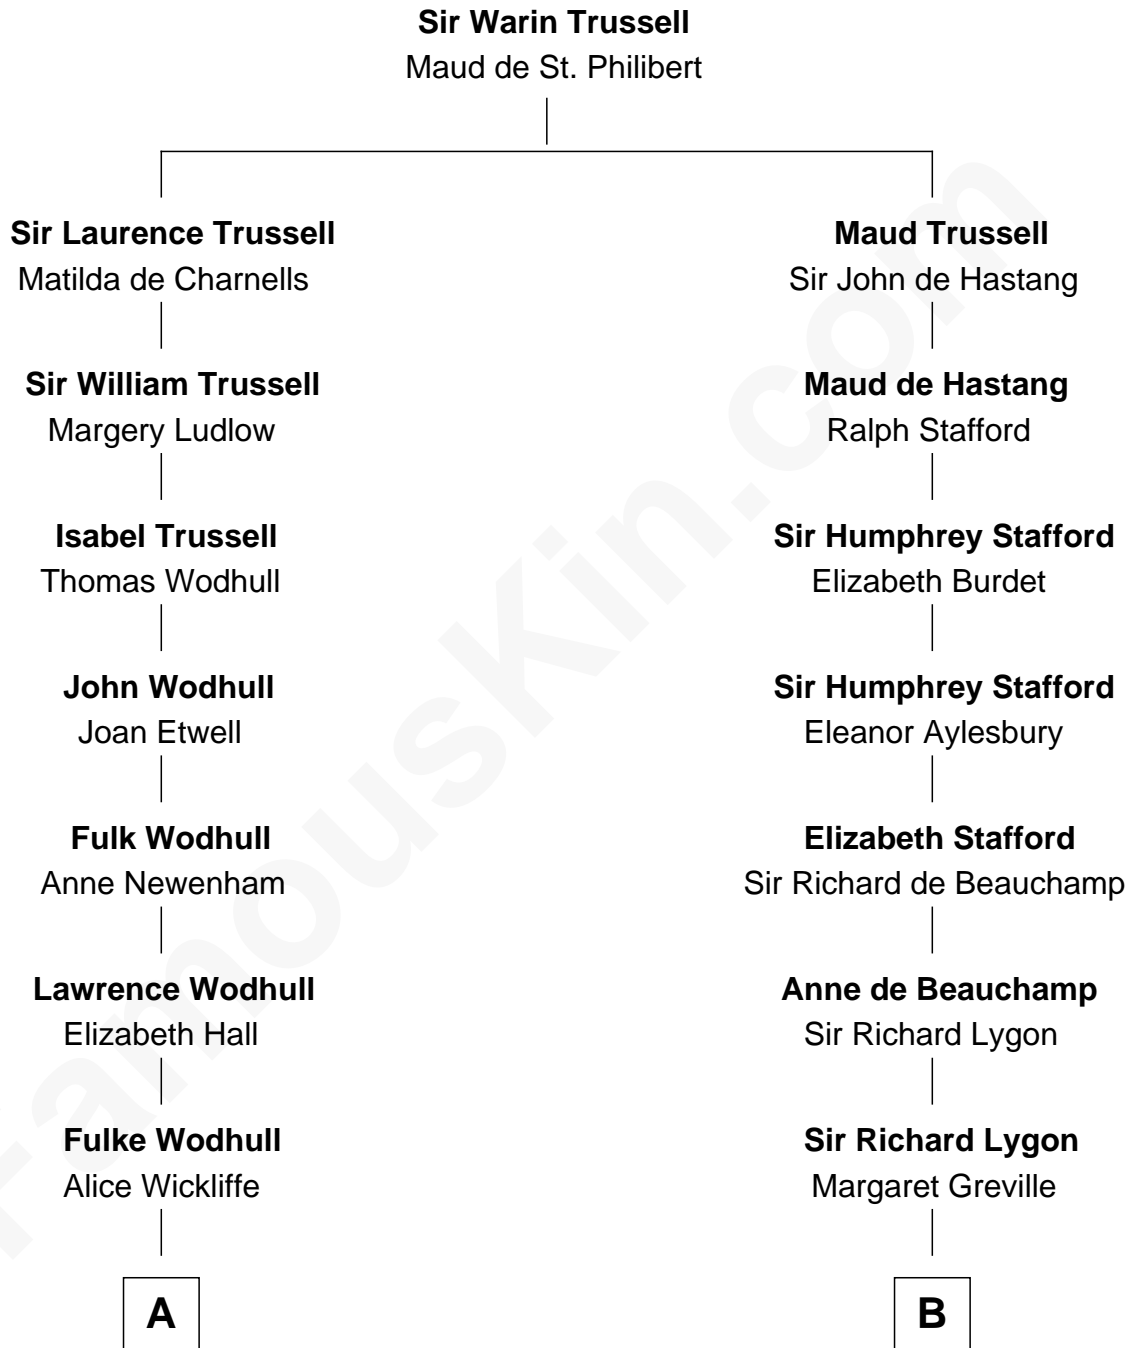 Sir Warin Trussell
Maud de St. Philibert
Sir Laurence Trussell
Matilda de Charnells
Maud Trussell
Sir John de Hastang
Sir William Trussell
Margery Ludlow
Maud de Hastang
Ralph Stafford
Isabel Trussell
Thomas Wodhull
Sir Humphrey Stafford
Elizabeth Burdet
John Wodhull
Joan Etwell
Sir Humphrey Stafford
Eleanor Aylesbury
Fulk Wodhull
Anne Newenham
Elizabeth Stafford
Sir Richard de Beauchamp
Lawrence Wodhull
Elizabeth Hall
Anne de Beauchamp
Sir Richard Lygon
Fulke Wodhull
Alice Wickliffe
Sir Richard Lygon
Margaret Greville
A
B
FamousKin.com